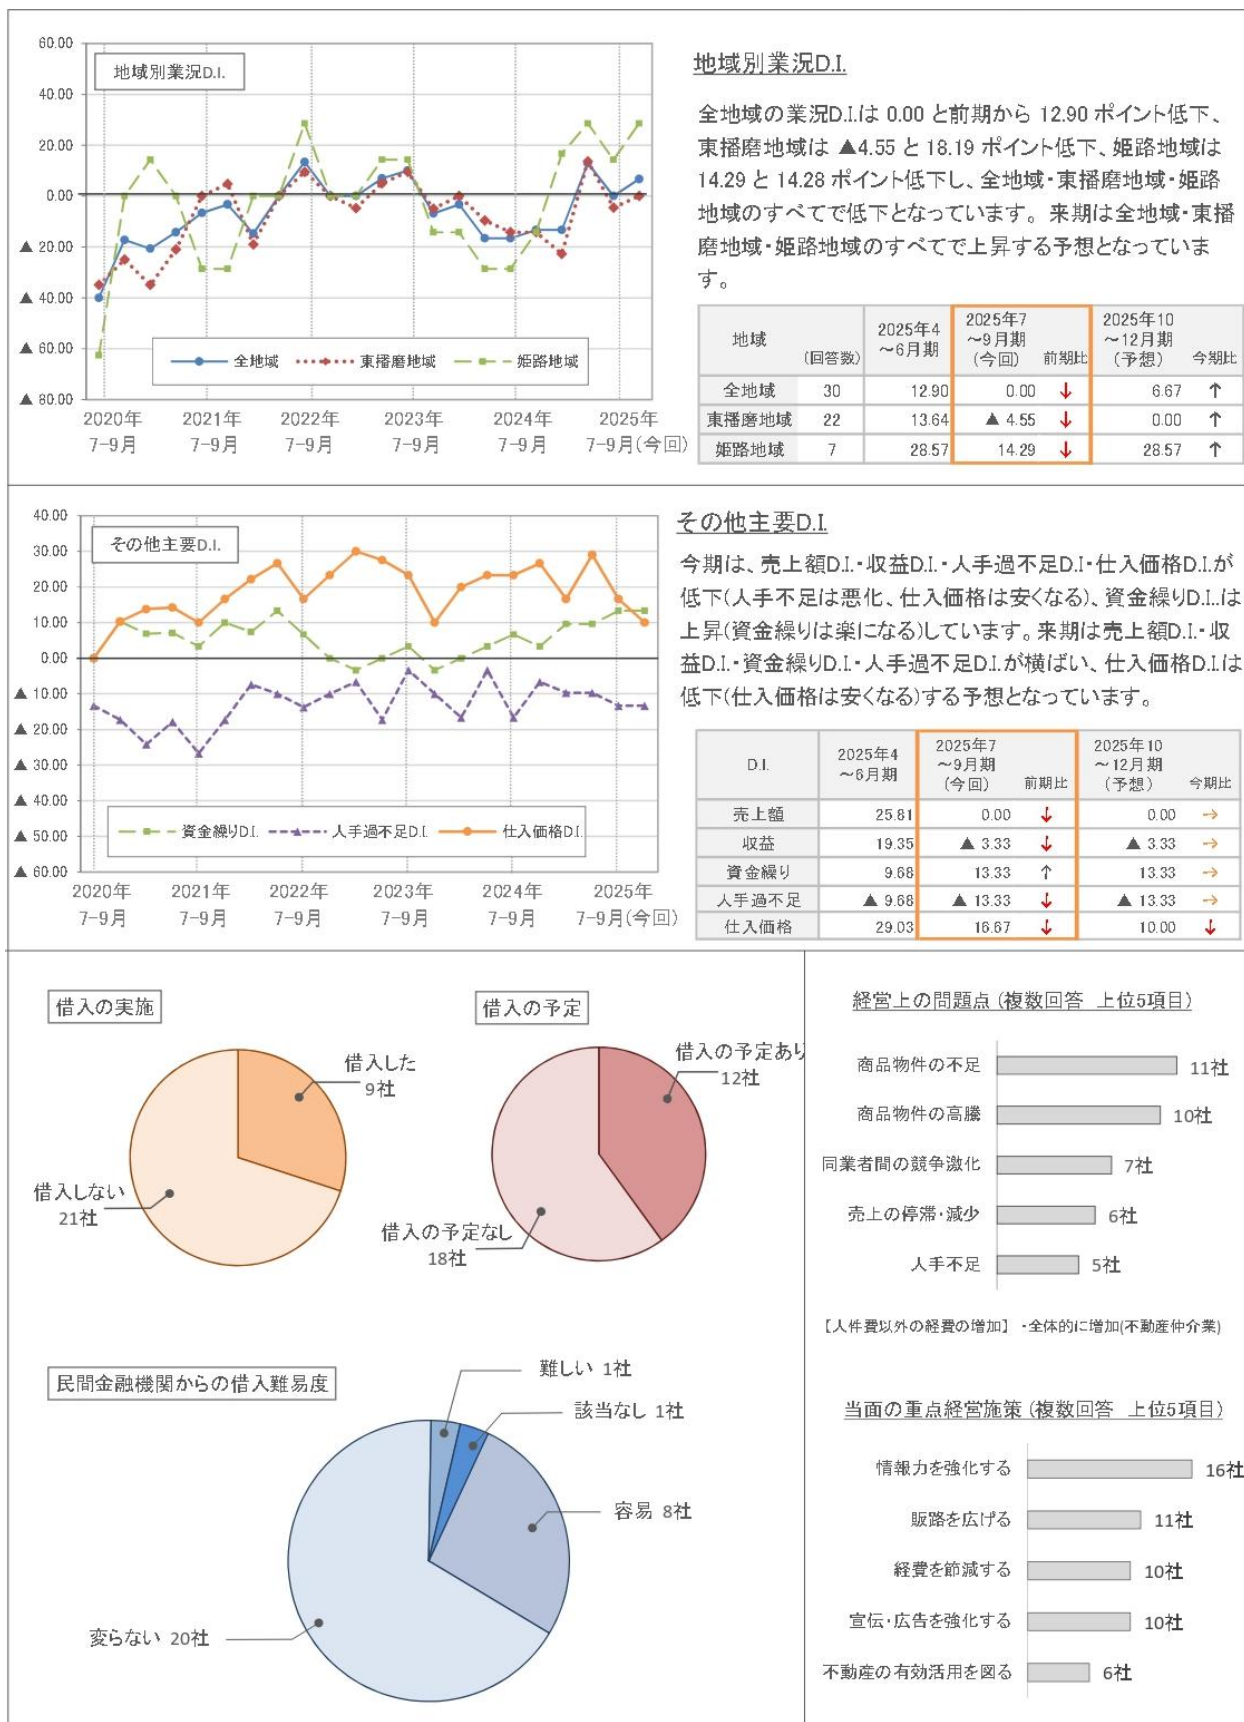 60.00
40.00
20.00
0.00
▲ 20.00
▲ 40.00
▲ 60.00
▲ 80.00
地域別業況D.I.
全地域 東播磨地域 姫路地域
2020年 2021年 2022年 2023年 2024年 2025年
7-9月 7-9月 7-9月 7-9月 7-9月 7-9月(今回)
地域別業況D.I.
全地域の業況D.I.は 0.00 と前期から 12.90 ポイント低下、
東播磨地域は ▲4.55 と 18.19 ポイント低下、姫路地域は
14.29 と 14.28 ポイント低下し、全地域・東播磨地域・姫路
地域のすべてで低下となっています。 来期は全地域・東播
磨地域・姫路地域のすべてで上昇する予想となっていま
す。
地域 (回答数) 2025年4～6月期 2025年7～9月期(今回) 前期比 2025年10～12月期(予想) 今期比
全地域 30 12.90 0.00 ↓ 6.67 ↑
東播磨地域 22 13.64 ▲ 4.55 ↓ 0.00 ↑
姫路地域 7 28.57 14.29 ↓ 28.57 ↑
40.00
30.00
20.00
10.00
0.00
▲ 10.00
▲ 20.00
▲ 30.00
▲ 40.00
▲ 50.00
▲ 60.00
その他主要D.I.
資金繰りD.I. 人手過不足D.I. 仕入価格D.I.
2020年 2021年 2022年 2023年 2024年 2025年
7-9月 7-9月 7-9月 7-9月 7-9月 7-9月(今回)
その他主要D.I.
今期は、売上額D.I.・収益D.I.・人手過不足D.I・仕入価格D.I.が
低下(人手不足は悪化、仕入価格は安くなる)、資金繰りD.I..は
上昇(資金繰りは楽になる)しています。来期は売上額D.I.・収
益D.I.・資金繰りD.I.・人手過不足D.I.が横ばい、仕入価格D.I.は
低下(仕入価格は安くなる)する予想となっています。
D.I. 2025年4～6月期 2025年7～9月期(今回) 前期比 2025年10～12月期(予想) 今期比
売上額 25.81 0.00 ↓ 0.00 →
収益 19.35 ▲ 3.33 ↓ ▲ 3.33 →
資金繰り 9.68 13.33 ↑ 13.33 →
人手過不足 ▲ 9.68 ▲ 13.33 ↓ ▲ 13.33 →
仕入価格 29.03 16.67 ↓ 10.00 ↓
借入の実施
借入した
9社
借入しない
21社
借入の予定
借入の予定あり
12社
借入の予定なし
18社
民間金融機関からの借入難易度
難しい 1社
該当なし 1社
容易 8社
変らない 20社
経営上の問題点 (複数回答 上位5項目)
商品物件の不足 11社
商品物件の高騰 10社
同業者間の競争激化 7社
売上の停滞・減少 6社
人手不足 5社
【人件費以外の経費の増加】 ・全体的に増加(不動産仲介業)
当面の重点経営施策 (複数回答 上位5項目)
情報力を強化する 16社
販路を広げる 11社
経費を節減する 10社
宣伝・広告を強化する 10社
不動産の有効活用を図る 6社